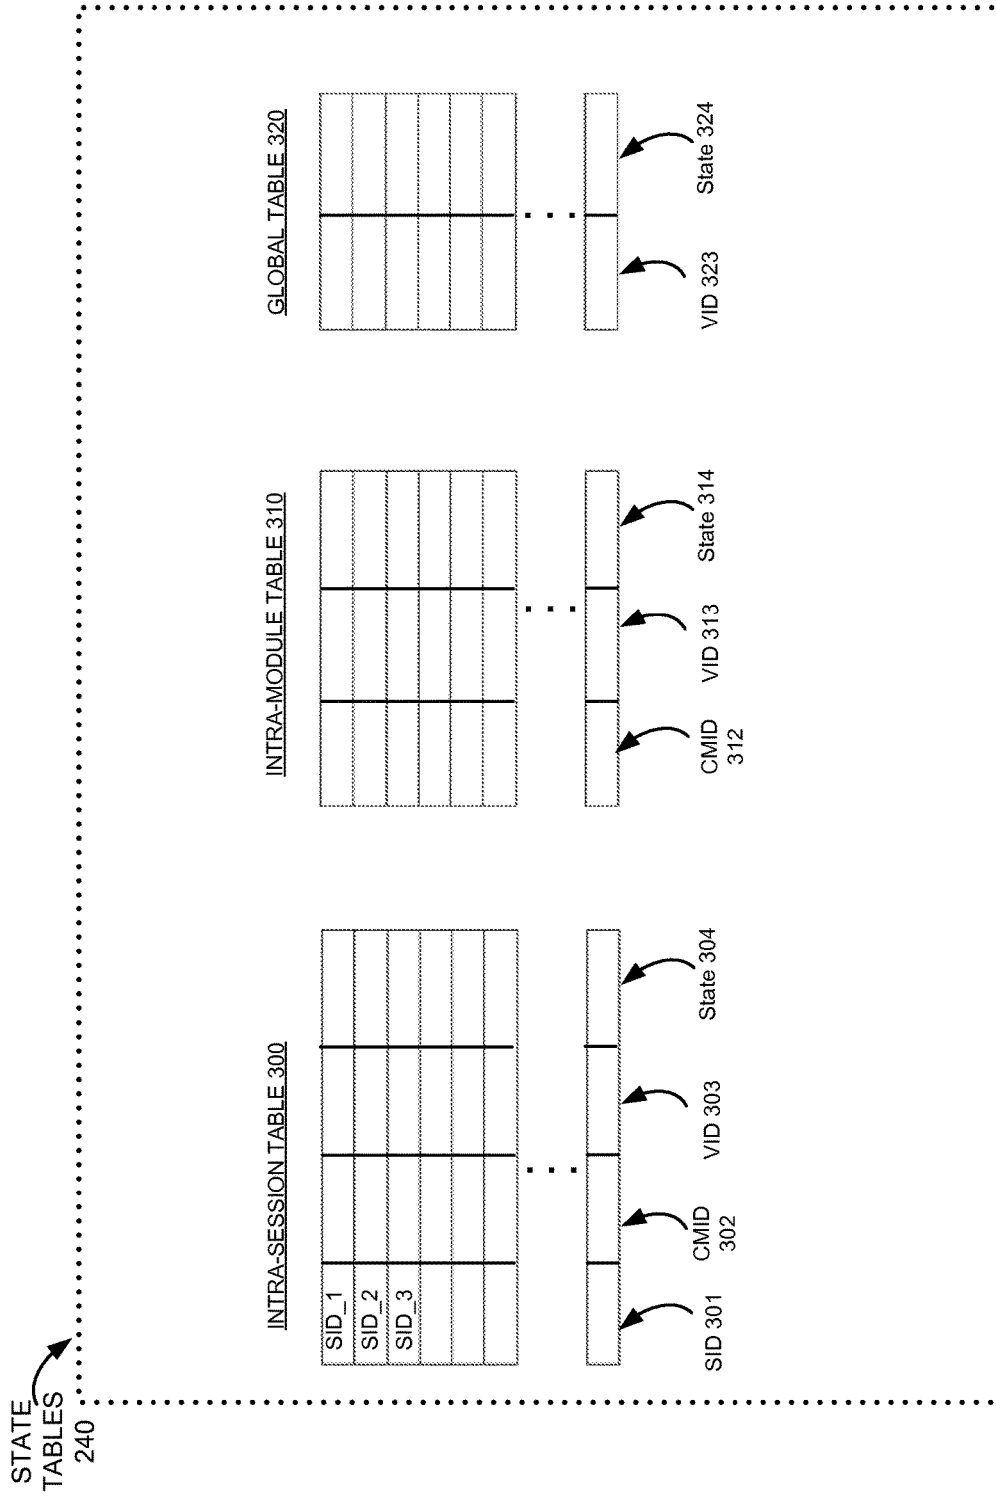 STATE
TABLES
240
INTRA-SESSION TABLE 300
SID_1
SID_2
SID_3
SID 301
CMID
302
VID 303
State 304
INTRA-MODULE TABLE 310
CMID
312
VID 313
State 314
GLOBAL TABLE 320
VID 323
State 324